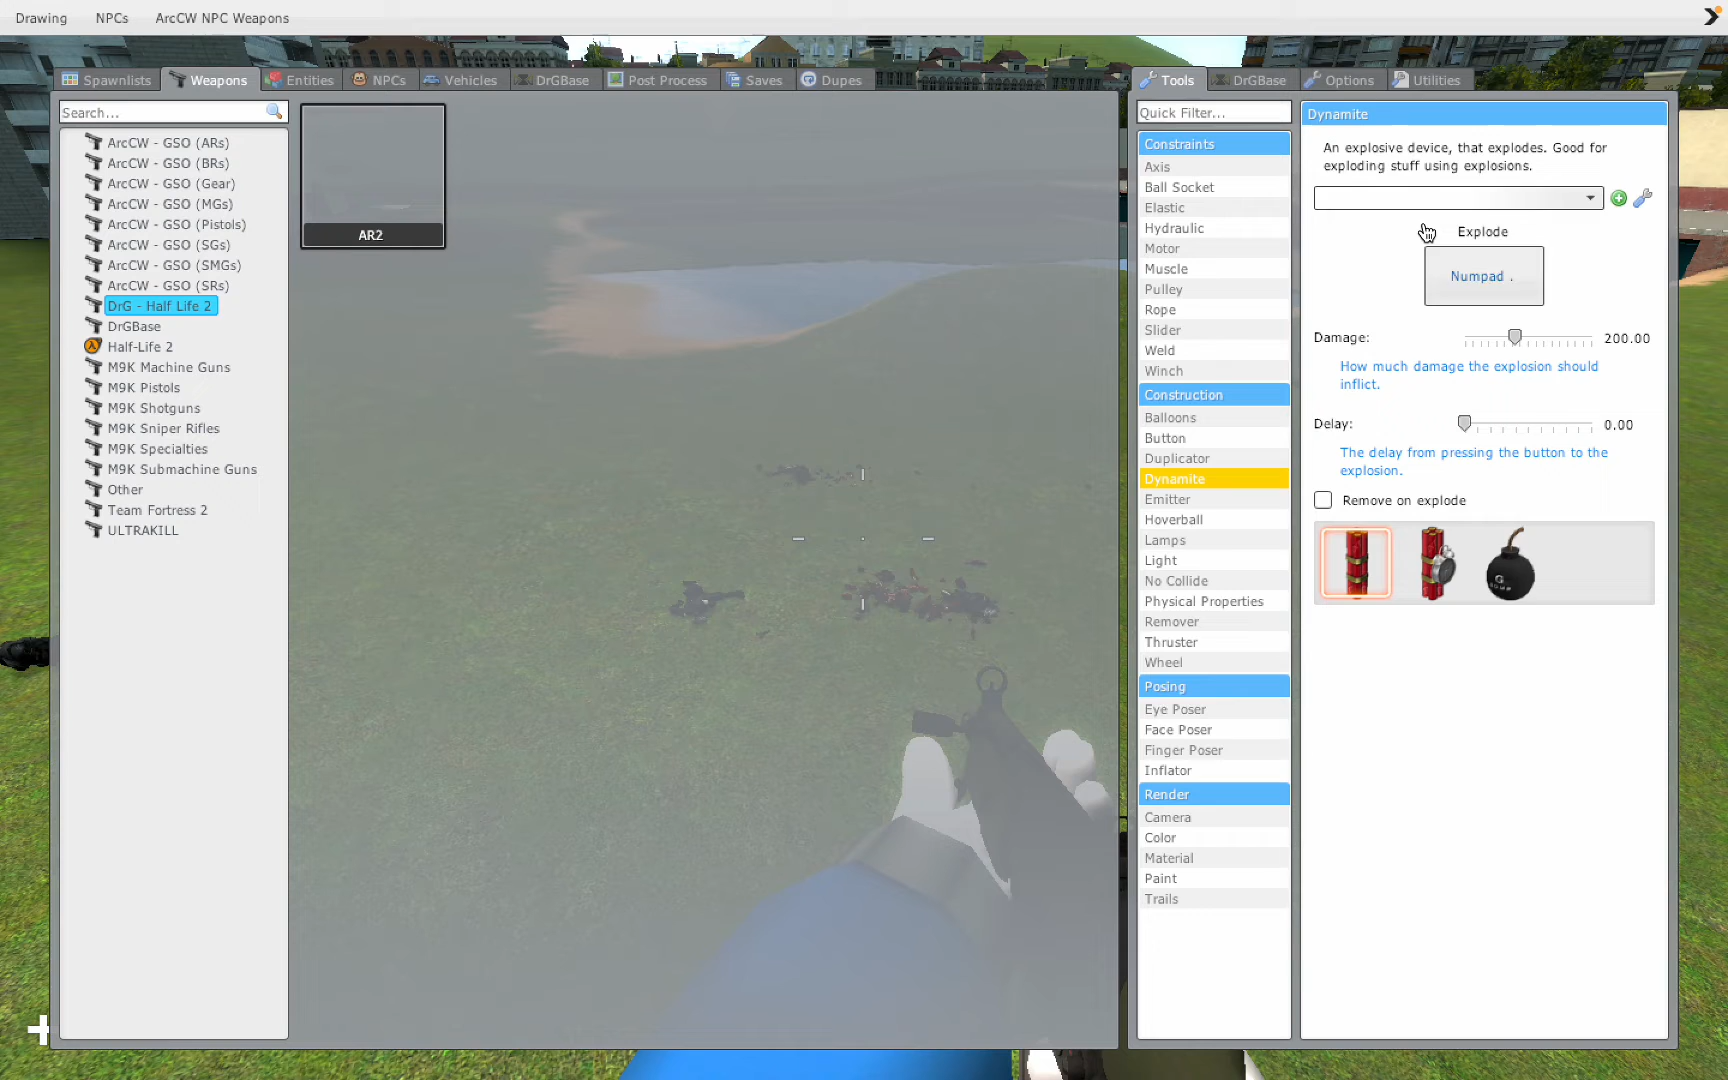 Drawing NPCs ArcCW NPC Weapons
Spawnlists Weapons Entities NPCs Vehicles DrGBase Post Process Saves Dupes
Search...
ArcCW - GSO (ARs)
ArcCW - GSO (BRs)
ArcCW - GSO (Gear)
ArcCW - GSO (MGs)
ArcCW - GSO (Pistols)
ArcCW - GSO (SGs)
ArcCW - GSO (SMGs)
ArcCW - GSO (SRs)
DrG - Half Life 2
DrGBase
Half-Life 2
M9K Machine Guns
M9K Pistols
M9K Shotguns
M9K Sniper Rifles
M9K Specialties
M9K Submachine Guns
Other
Team Fortress 2
ULTRAKILL
AR2
Tools DrGBase Options Utilities
Quick Filter...
Constraints
Axis
Ball Socket
Elastic
Hydraulic
Motor
Muscle
Pulley
Rope
Slider
Weld
Winch
Construction
Balloons
Button
Duplicator
Dynamite
Emitter
Hoverball
Lamps
Light
No Collide
Physical Properties
Remover
Thruster
Wheel
Posing
Eye Poser
Face Poser
Finger Poser
Inflator
Render
Camera
Color
Material
Paint
Trails
Dynamite
An explosive device, that explodes. Good for
exploding stuff using explosions.
Explode
Numpad .
Damage: 200.00
How much damage the explosion should
inflict.
Delay: 0.00
The delay from pressing the button to the
explosion.
Remove on explode